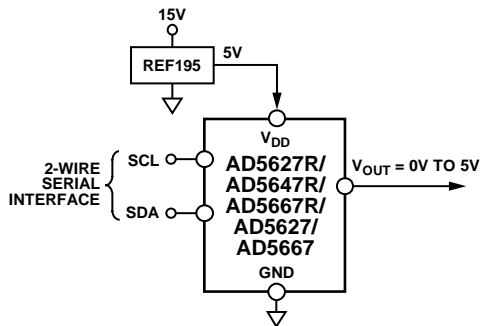 15V
REF195
5V
V_DD
2-WIRE
SERIAL
INTERFACE
SCL
SDA
AD5627R/
AD5647R/
AD5667R/
AD5627/
AD5667
GND
V_OUT = 0V TO 5V